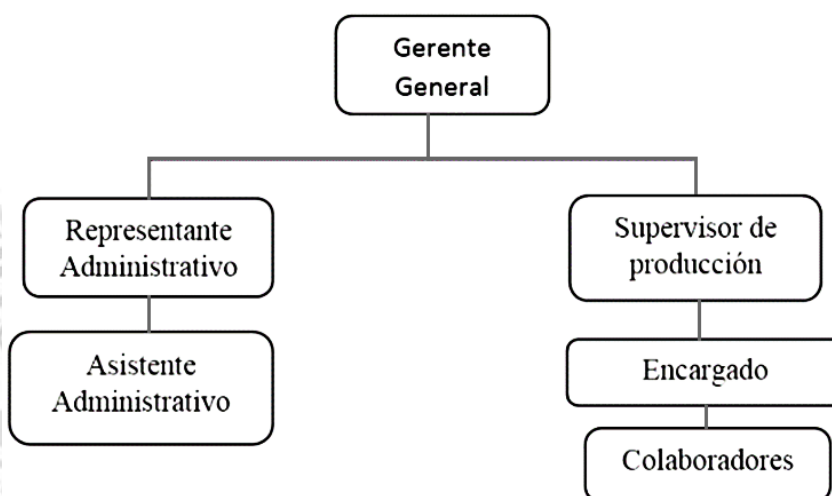 Gerente
General
Representante
Administrativo
Supervisor de
producción
Asistente
Administrativo
Encargado
Colaboradores